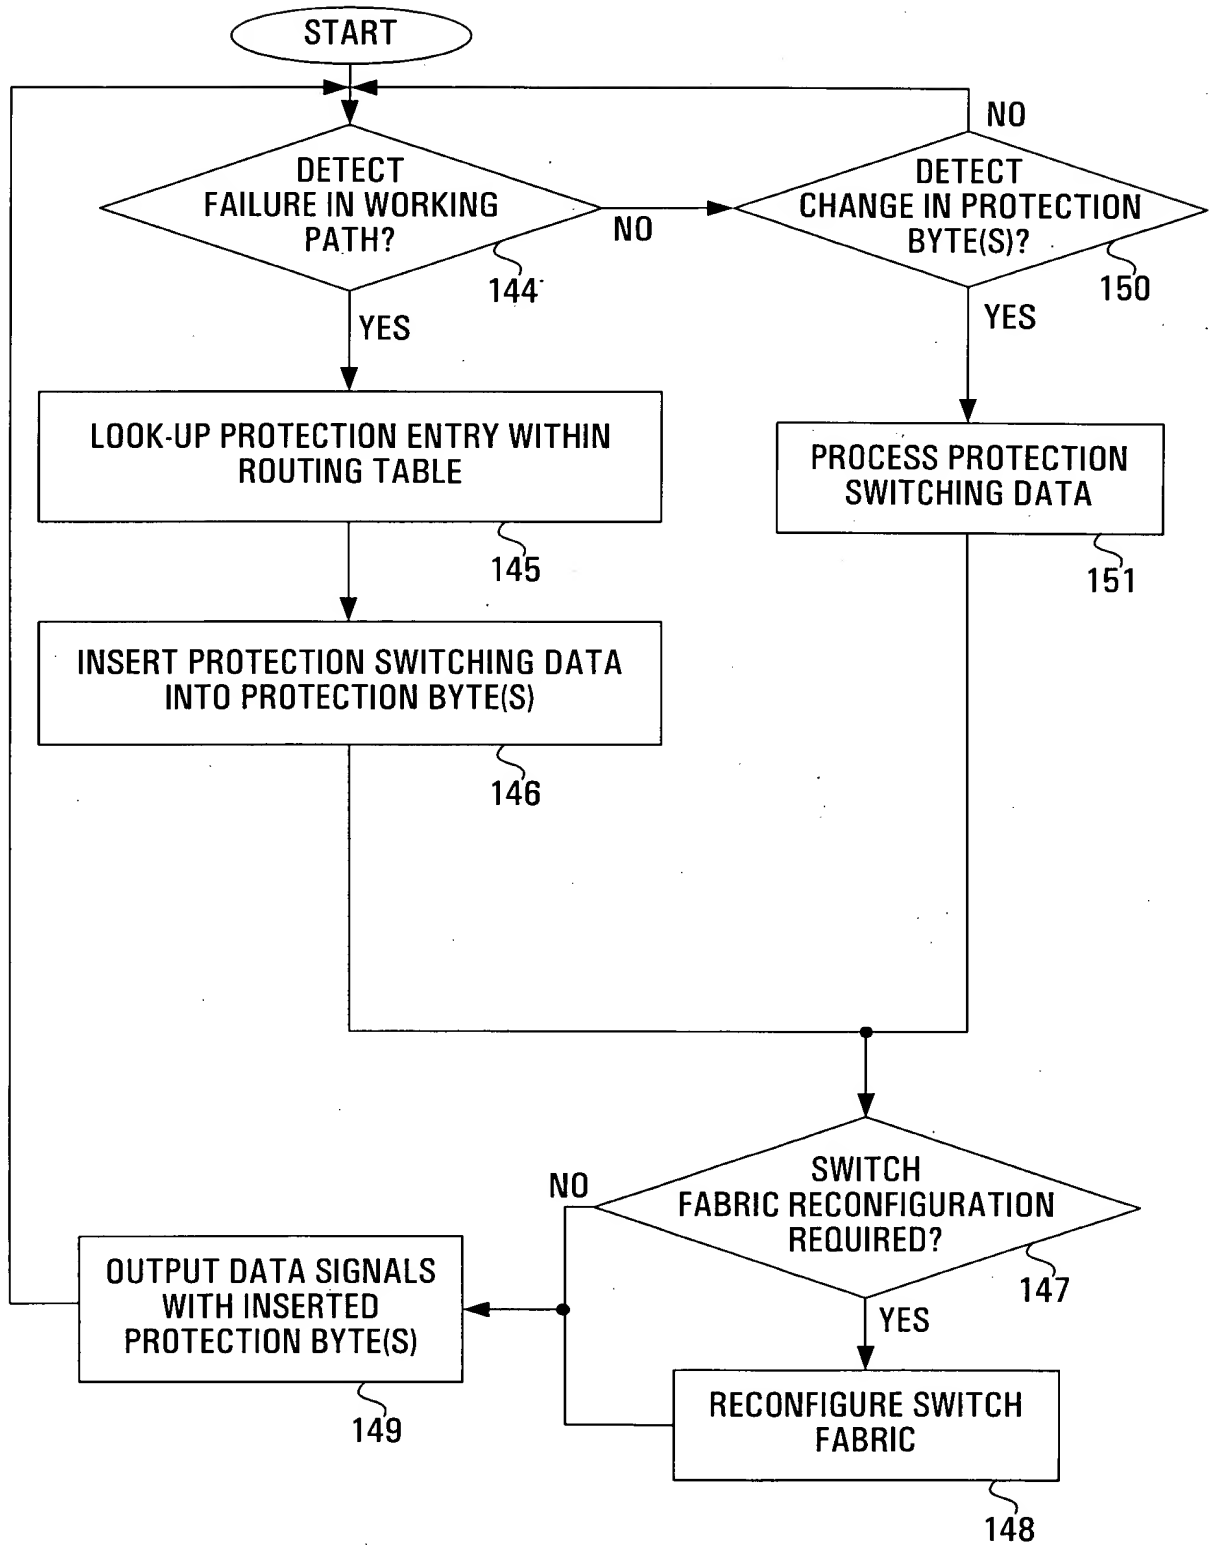 START
NO
DETECT
FAILURE IN WORKING
PATH?
NO
144
DETECT
CHANGE IN PROTECTION
BYTE(S)?
150
YES
YES
LOOK-UP PROTECTION ENTRY WITHIN
ROUTING TABLE
145
PROCESS PROTECTION
SWITCHING DATA
151
INSERT PROTECTION SWITCHING DATA
INTO PROTECTION BYTE(S)
146
SWITCH
FABRIC RECONFIGURATION
REQUIRED?
NO
147
OUTPUT DATA SIGNALS
WITH INSERTED
PROTECTION BYTE(S)
149
YES
RECONFIGURE SWITCH
FABRIC
148